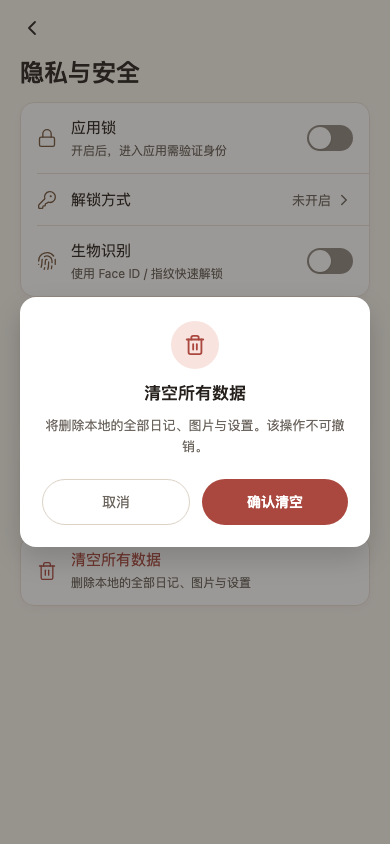 隐私与安全
应用锁
开启后，进入应用需验证身份
解锁方式
未开启
生物识别
使用 Face ID / 指纹快速解锁
清空所有数据
将删除本地的全部日记、图片与设置。该操作不可撤
销。
取消
确认清空
清空所有数据
删除本地的全部日记、图片与设置